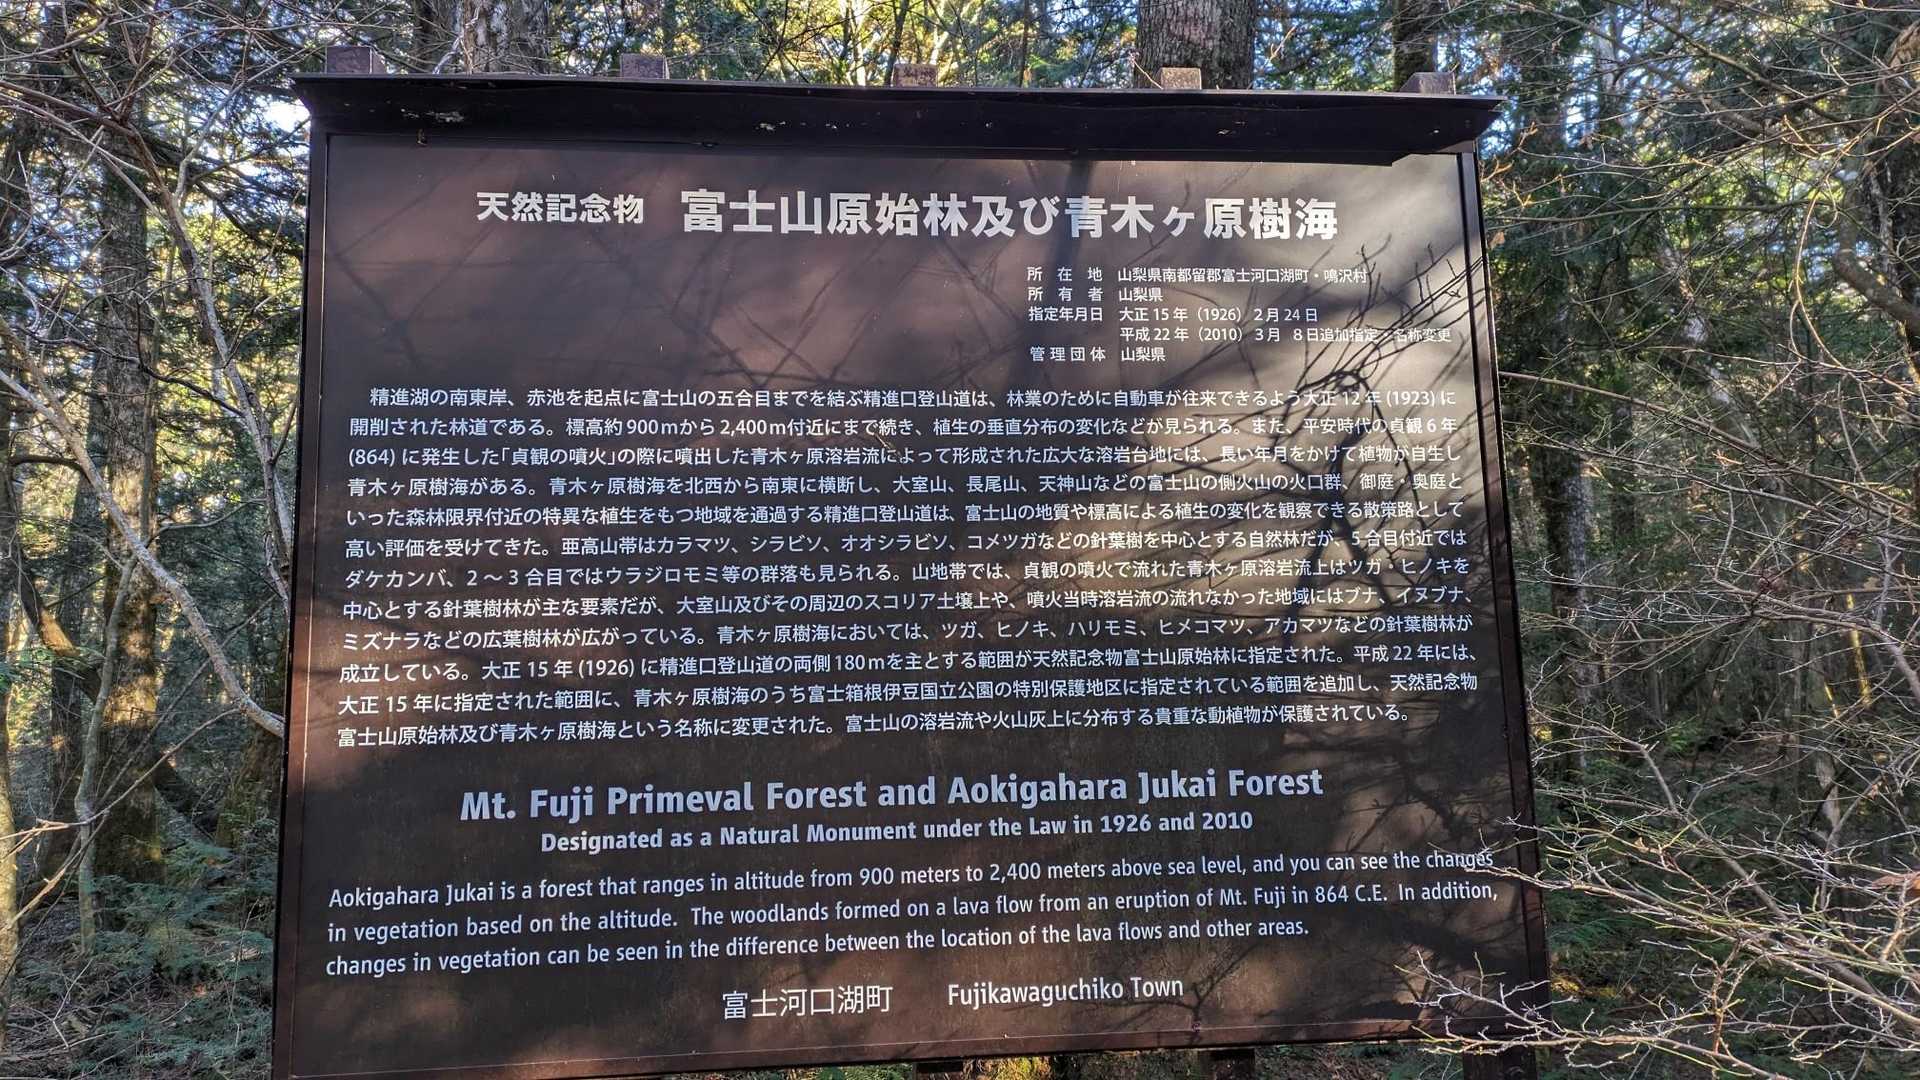 天然記念物 富士山原始林及び青木ヶ原樹海
所在地 山梨県南都留郡富士河口湖町・鳴沢村
所有者 山梨県
指定年月日 大正15年（1926）2月24日
平成22年（2010）3月 8日追加指定・名称変更
管理団体 山梨県
精進湖の南東岸、赤池を起点に富士山の五合目までを結ぶ精進口登山道は、林業のために自動車が往来できるよう大正12年(1923)に
開削された林道である。標高約900mから2,400m付近にまで続き、植生の垂直分布の変化などが見られる。また、平安時代の貞観6年
(864)に発生した「貞観の噴火」の際に噴出した青木ヶ原溶岩流によって形成された広大な溶岩台地には、長い年月をかけて植物が自生し
青木ヶ原樹海がある。青木ヶ原樹海を北西から南東に横断し、大室山、長尾山、天神山などの富士山の側火山の火口群、御庭・奥庭と
いった森林限界付近の特異な植生をもつ地域を通過する精進口登山道は、富士山の地質や標高による植生の変化を観察できる散策路として
高い評価を受けてきた。亜高山帯はカラマツ、シラビソ、オオシラビソ、コメツガなどの針葉樹を中心とする自然林だが、5合目付近では
ダケカンバ、2～3合目ではウラジロモミ等の群落も見られる。山地帯では、貞観の噴火で流れた青木ヶ原溶岩流上はツガ・ヒノキを
中心とする針葉樹林が主な要素だが、大室山及びその周辺のスコリア土壌上や、噴火当時溶岩流の流れなかった地域にはブナ、イヌブナ、
ミズナラなどの広葉樹林が広がっている。青木ヶ原樹海においては、ツガ、ヒノキ、ハリモミ、ヒメコマツ、アカマツなどの針葉樹林が
成立している。大正15年(1926)に精進口登山道の両側180mを主とする範囲が天然記念物富士山原始林に指定された。平成22年には、
大正15年に指定された範囲に、青木ヶ原樹海のうち富士箱根伊豆国立公園の特別保護地区に指定されている範囲を追加し、天然記念物
富士山原始林及び青木ヶ原樹海という名称に変更された。富士山の溶岩流や火山灰上に分布する貴重な動植物が保護されている。
Mt. Fuji Primeval Forest and Aokigahara Jukai Forest
Designated as a Natural Monument under the Law in 1926 and 2010
Aokigahara Jukai is a forest that ranges in altitude from 900 meters to 2,400 meters above sea level, and you can see the changes
in vegetation based on the altitude. The woodlands formed on a lava flow from an eruption of Mt. Fuji in 864 C.E. In addition,
changes in vegetation can be seen in the difference between the location of the lava flows and other areas.
富士河口湖町 Fujikawaguchiko Town